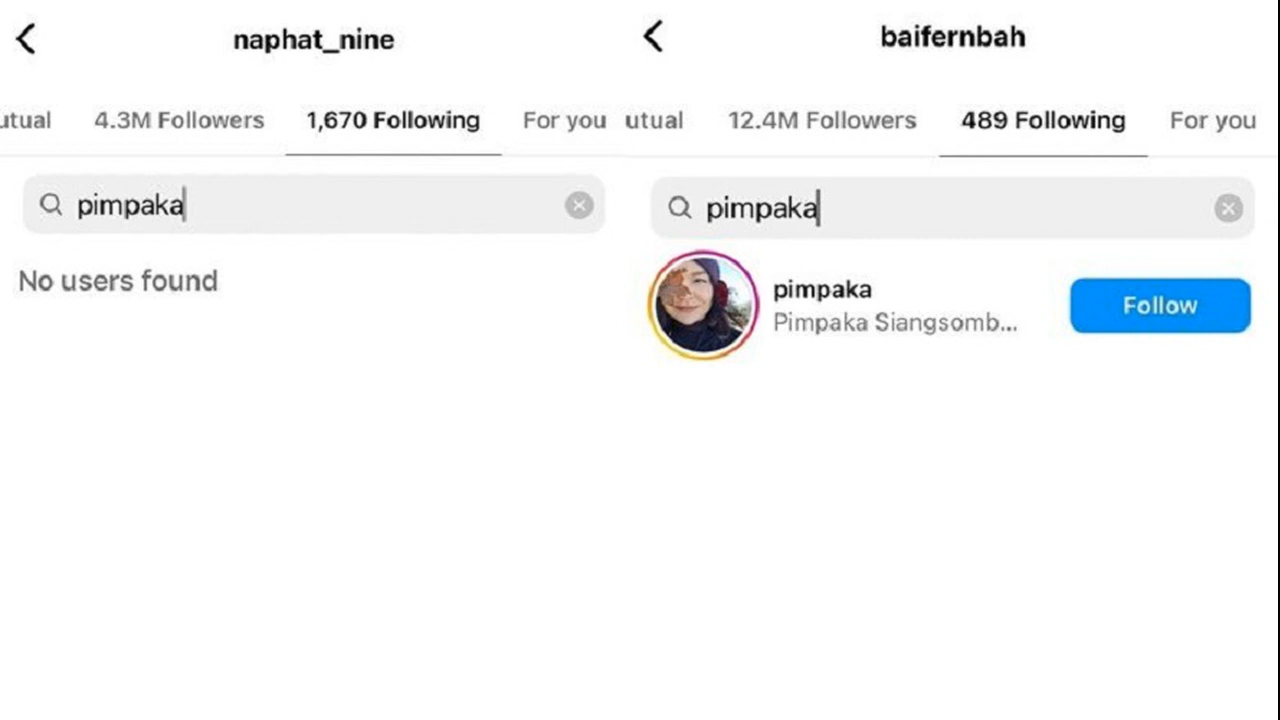 naphat_nine
utual 4.3M Followers 1,670 Following For you
pimpaka
No users found
baifernbah
utual 12.4M Followers 489 Following For you
pimpaka
pimpaka
Pimpaka Siangsomb...
Follow